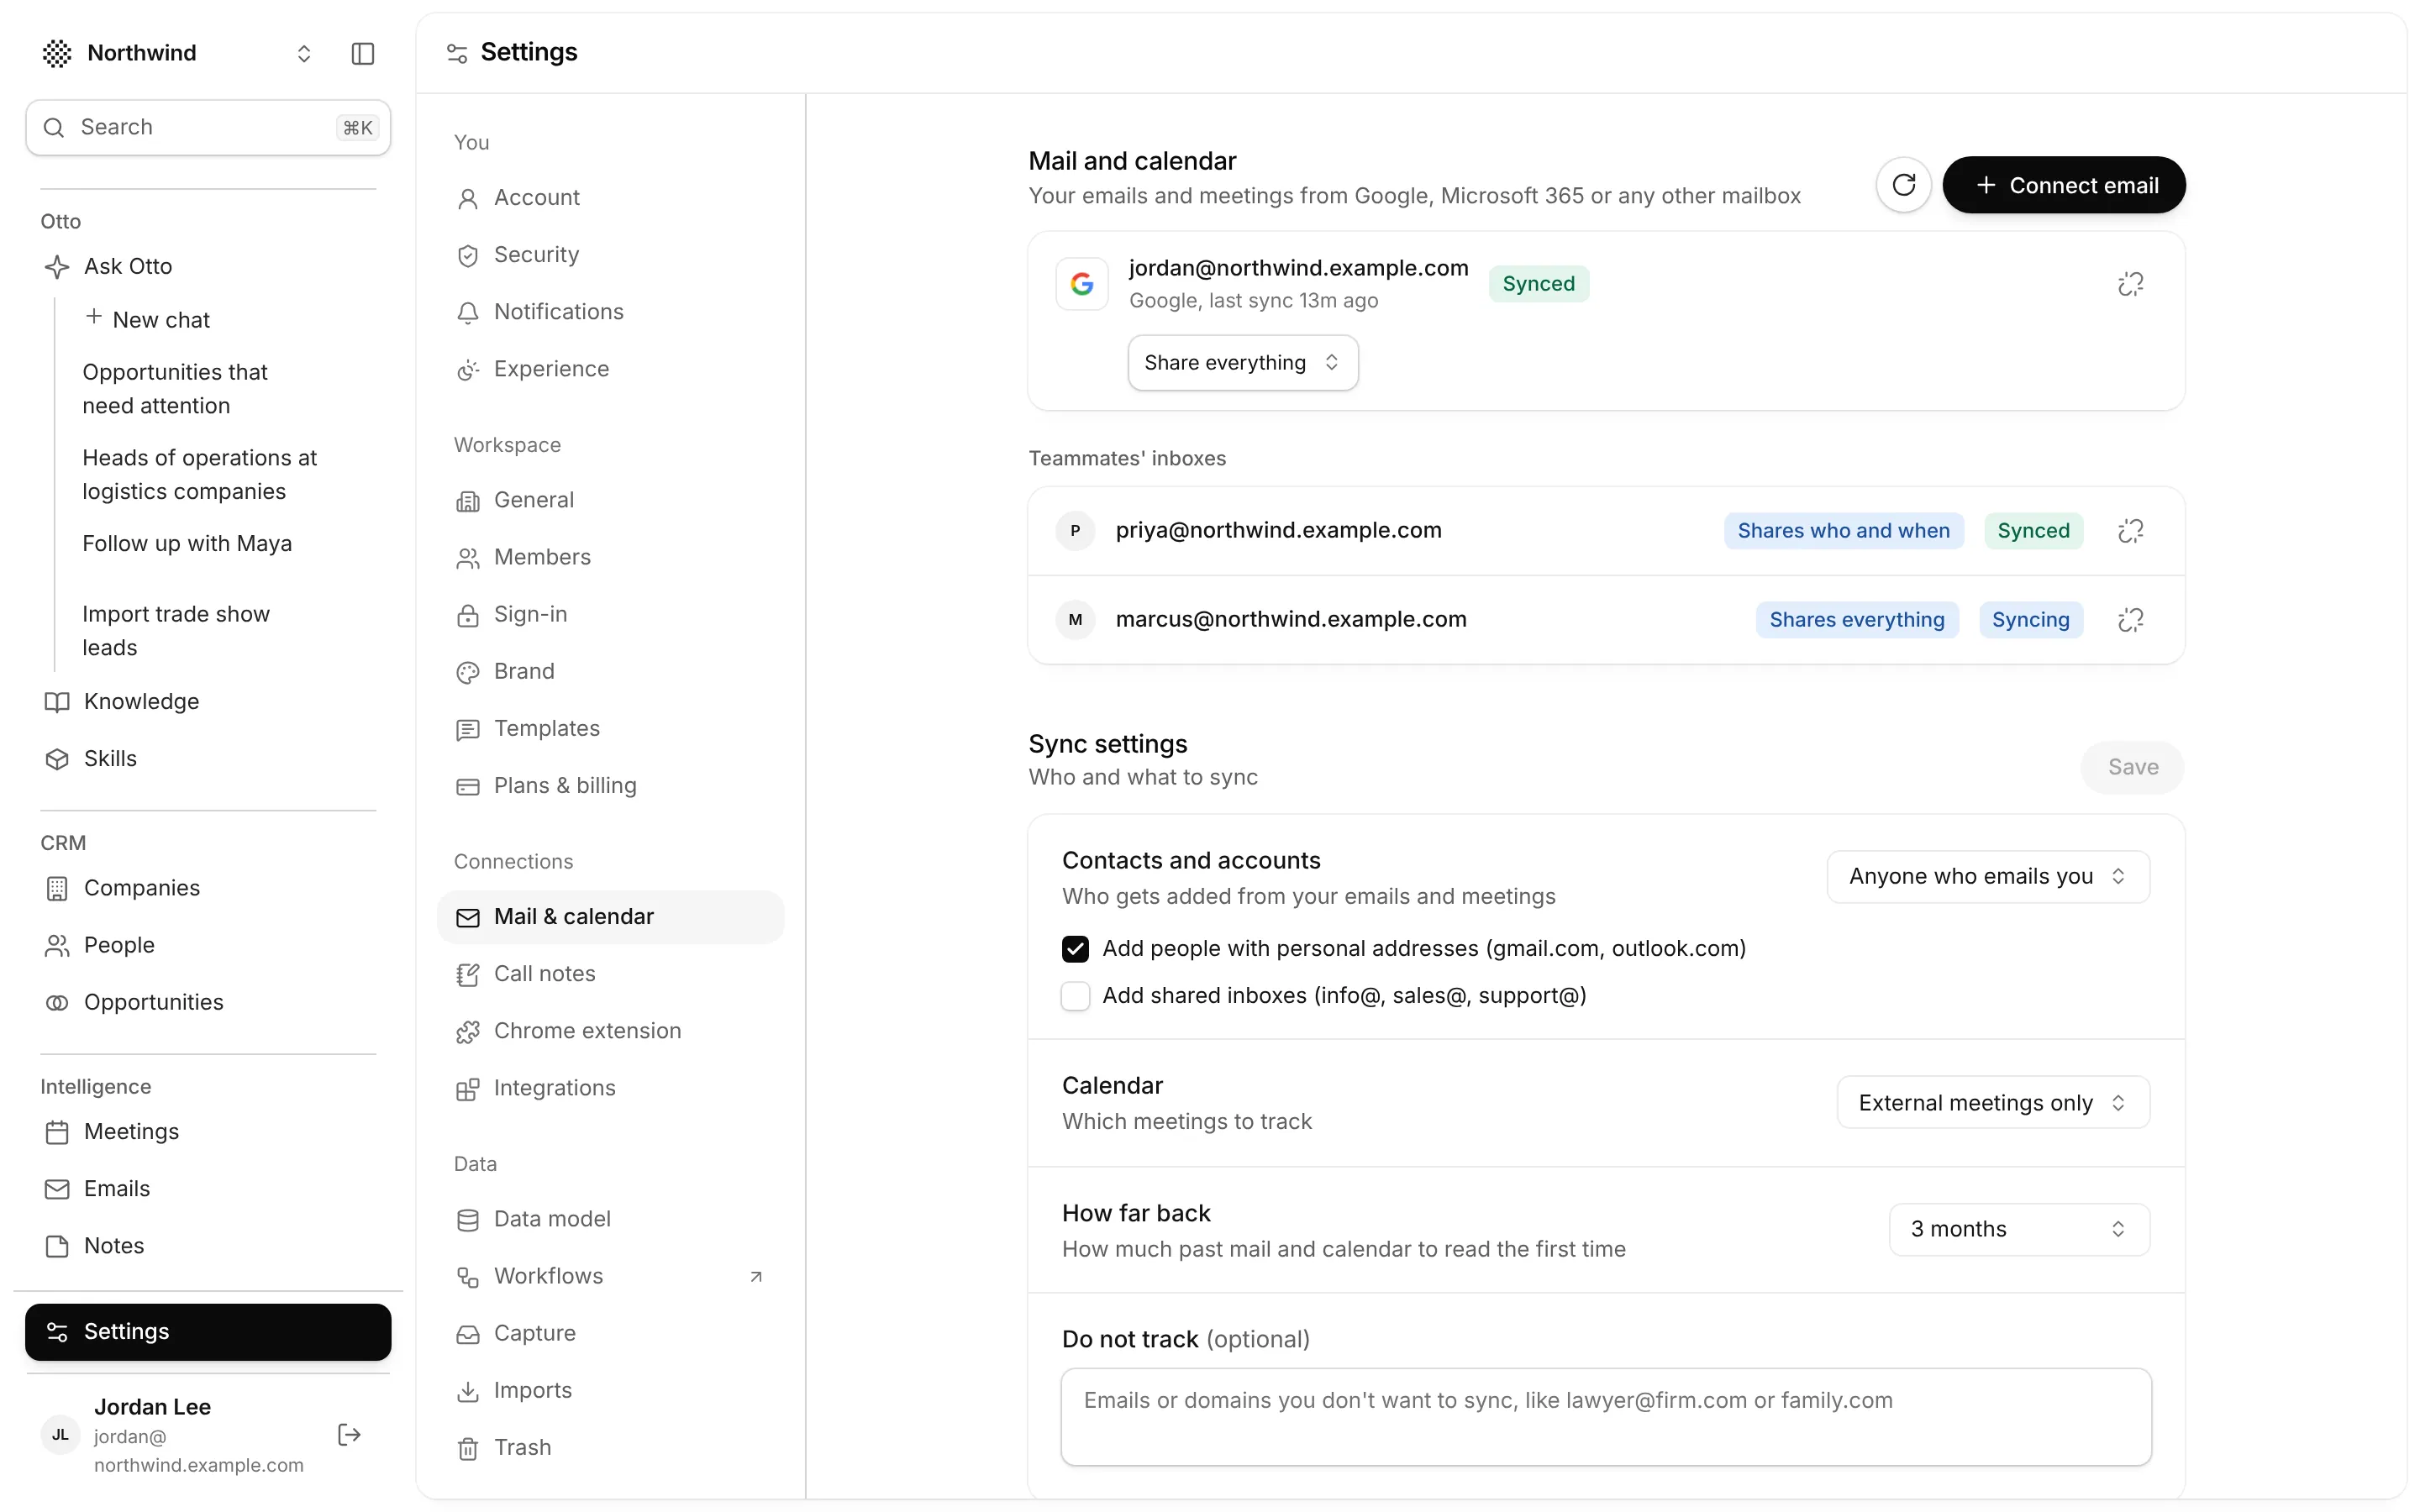 Northwind
Search
⌘K
Otto
Ask Otto
New chat
Opportunities that
need attention
Heads of operations at
logistics companies
Follow up with Maya
Import trade show
leads
Knowledge
Skills
CRM
Companies
People
Opportunities
Intelligence
Meetings
Emails
Notes
Settings
JL
Jordan Lee
jordan@
northwind.example.com
Settings
You
Account
Security
Notifications
Experience
Workspace
General
Members
Sign-in
Brand
Templates
Plans & billing
Connections
Mail & calendar
Call notes
Chrome extension
Integrations
Data
Data model
Workflows
Capture
Imports
Trash
Mail and calendar
Your emails and meetings from Google, Microsoft 365 or any other mailbox
Connect email
jordan@northwind.example.com
Google, last sync 13m ago
Synced
Share everything
Teammates' inboxes
P
priya@northwind.example.com
Shares who and when
Synced
M
marcus@northwind.example.com
Shares everything
Syncing
Sync settings
Who and what to sync
Save
Contacts and accounts
Who gets added from your emails and meetings
Anyone who emails you
Add people with personal addresses (gmail.com, outlook.com)
Add shared inboxes (info@, sales@, support@)
Calendar
Which meetings to track
External meetings only
How far back
How much past mail and calendar to read the first time
3 months
Do not track (optional)
Emails or domains you don't want to sync, like lawyer@firm.com or family.com